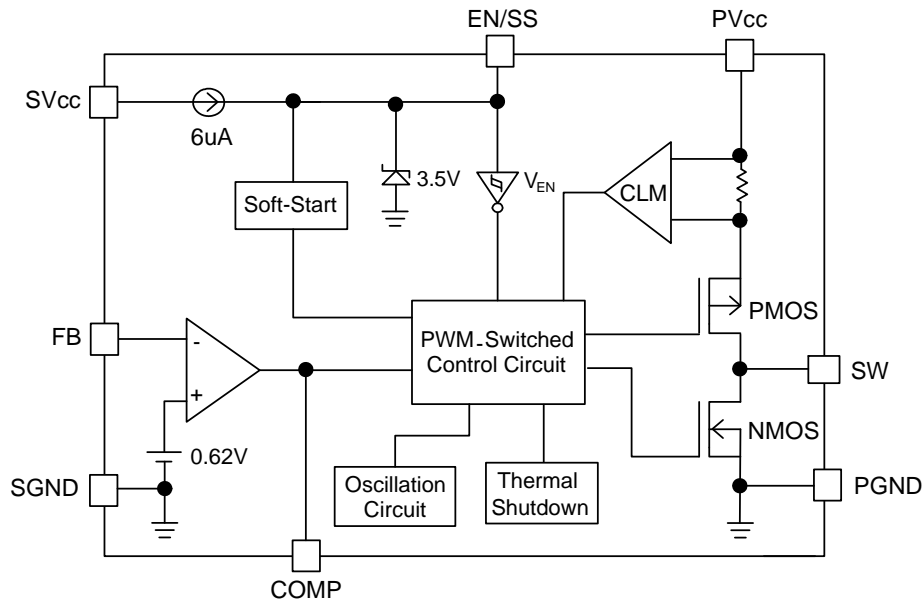 EN/SS
PVcc
SVcc
6uA
3.5V
VEN
CLM
Soft-Start
FB
-
+
PWM-Switched
Control Circuit
PMOS
SW
NMOS
0.62V
SGND
Oscillation
Circuit
Thermal
Shutdown
PGND
COMP